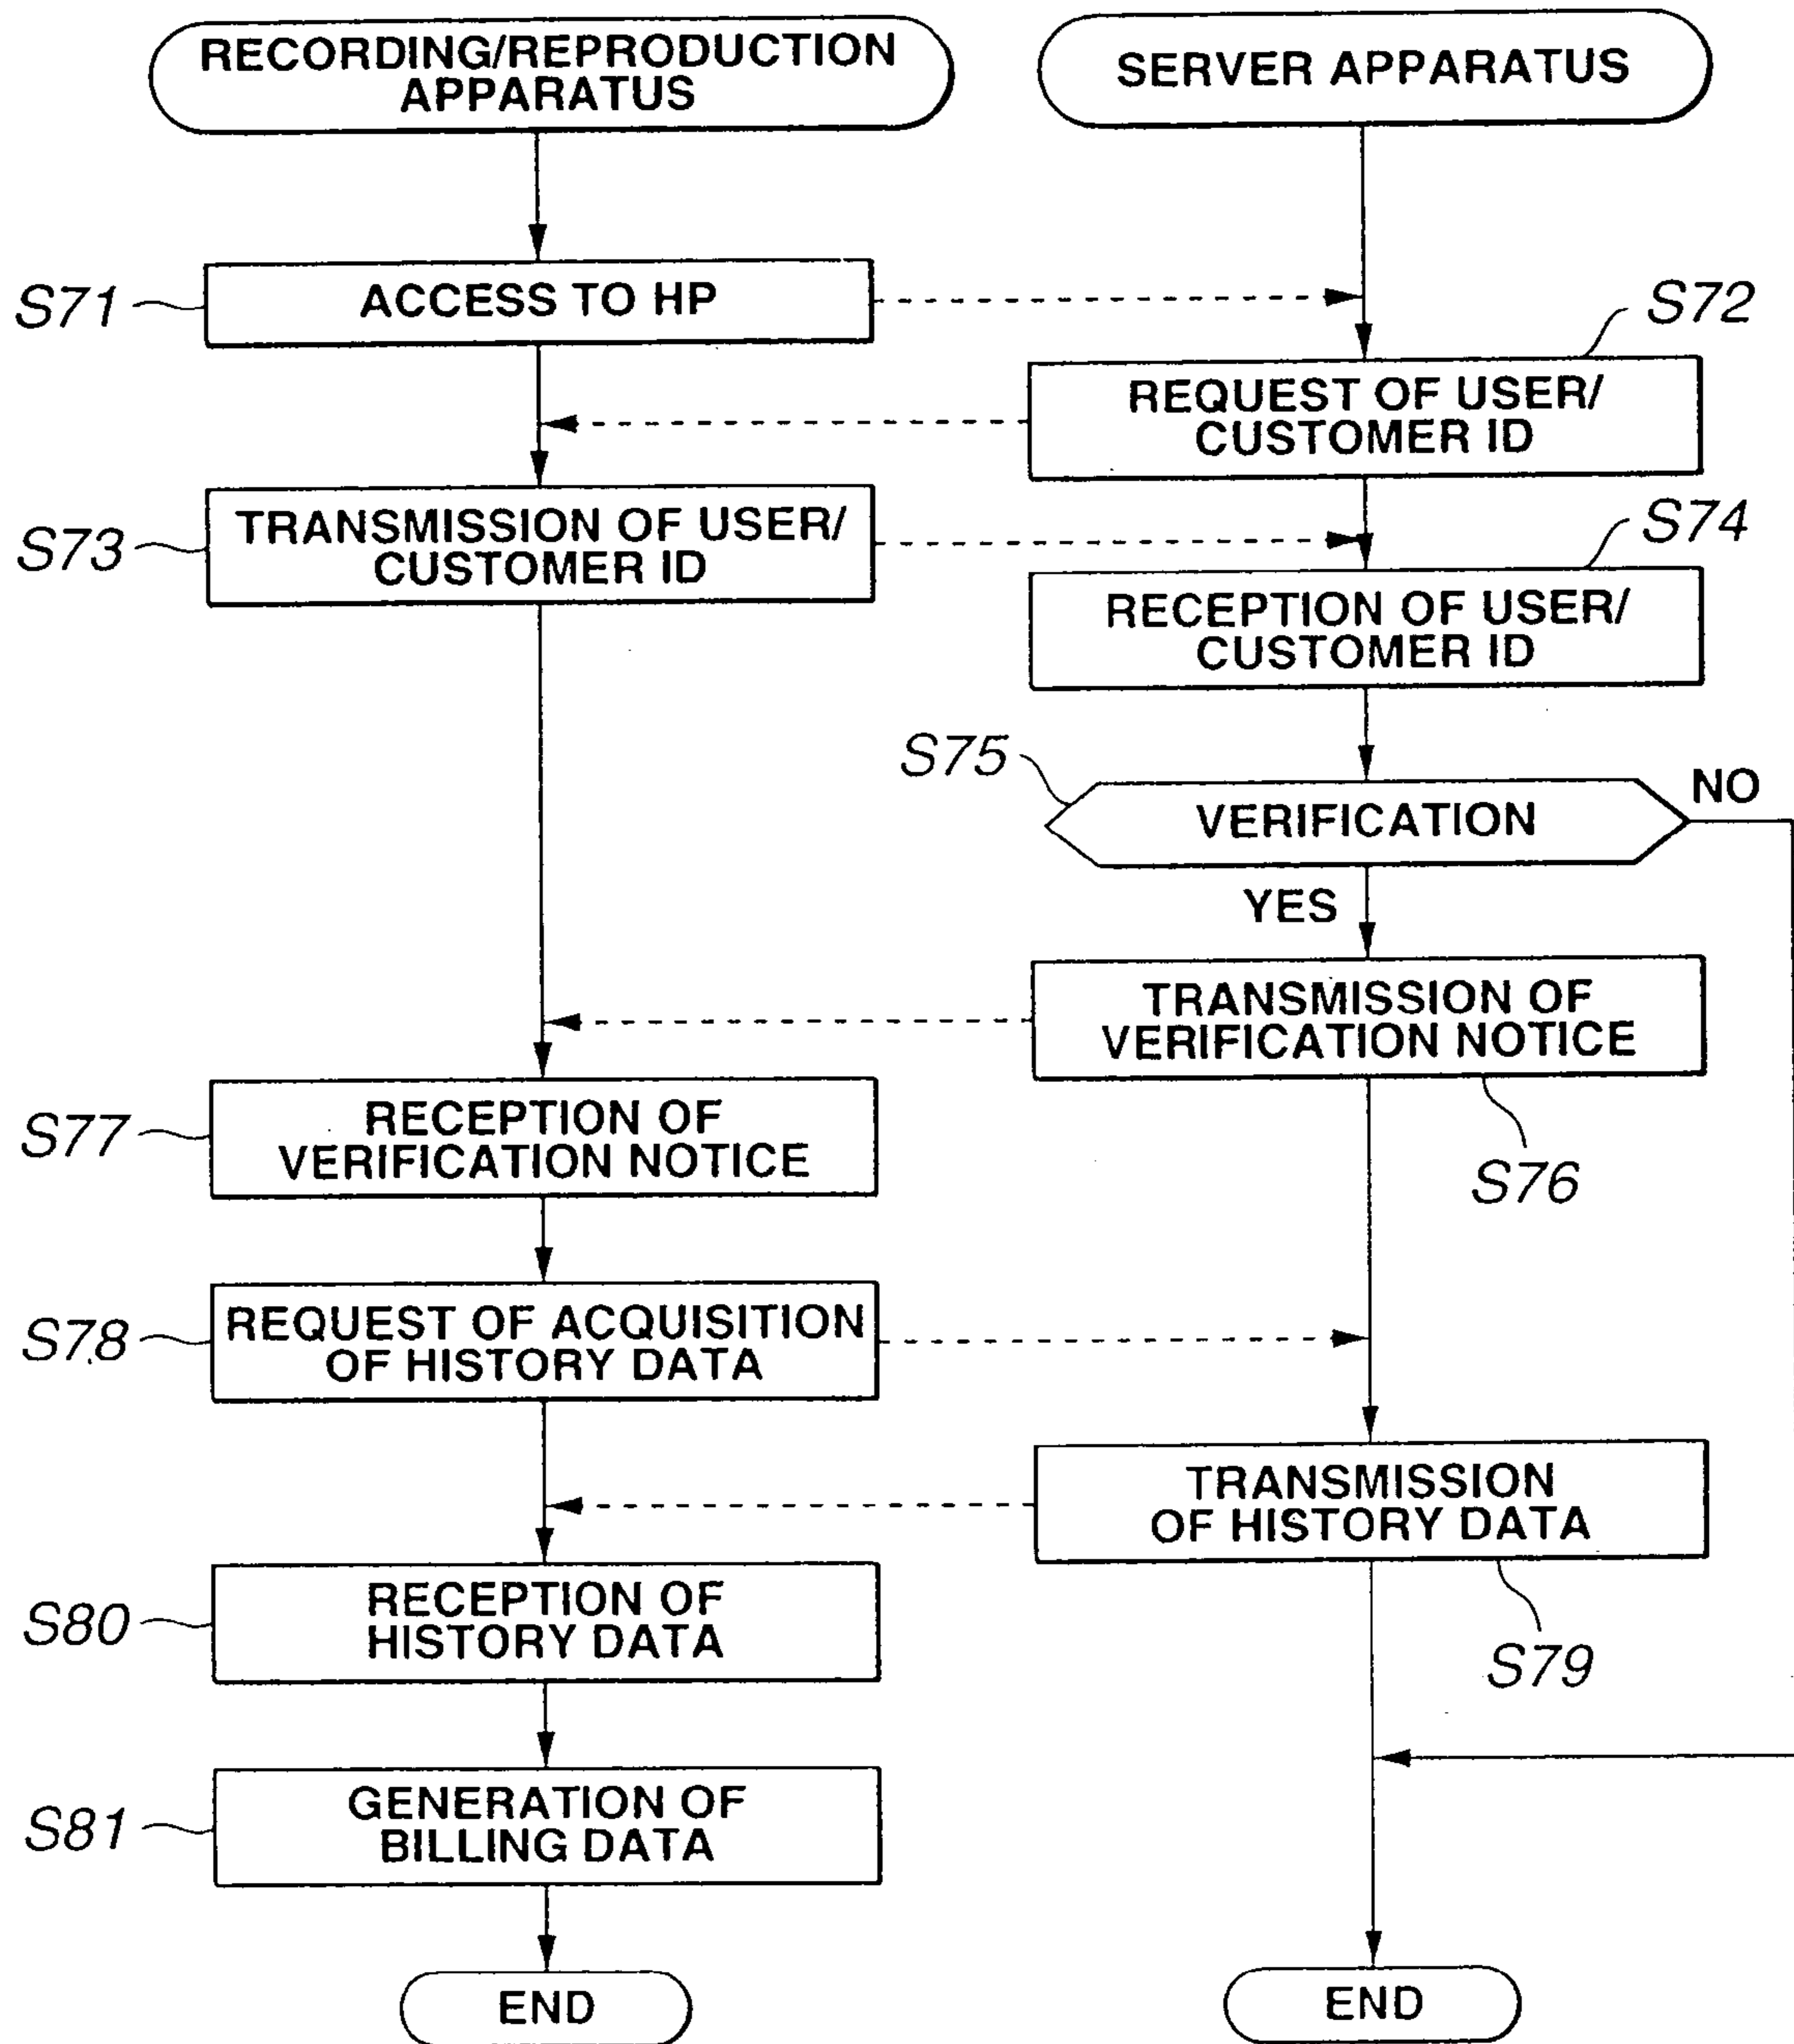 RECORDING/REPRODUCTION
APPARATUS
SERVER APPARATUS
S71
ACCESS TO HP
S72
REQUEST OF USER/
CUSTOMER ID
S73
TRANSMISSION OF USER/
CUSTOMER ID
S74
RECEPTION OF USER/
CUSTOMER ID
S75
VERIFICATION
NO
YES
TRANSMISSION OF
VERIFICATION NOTICE
S76
S77
RECEPTION OF
VERIFICATION NOTICE
S78
REQUEST OF ACQUISITION
OF HISTORY DATA
TRANSMISSION
OF HISTORY DATA
S79
S80
RECEPTION OF
HISTORY DATA
S81
GENERATION OF
BILLING DATA
END
END